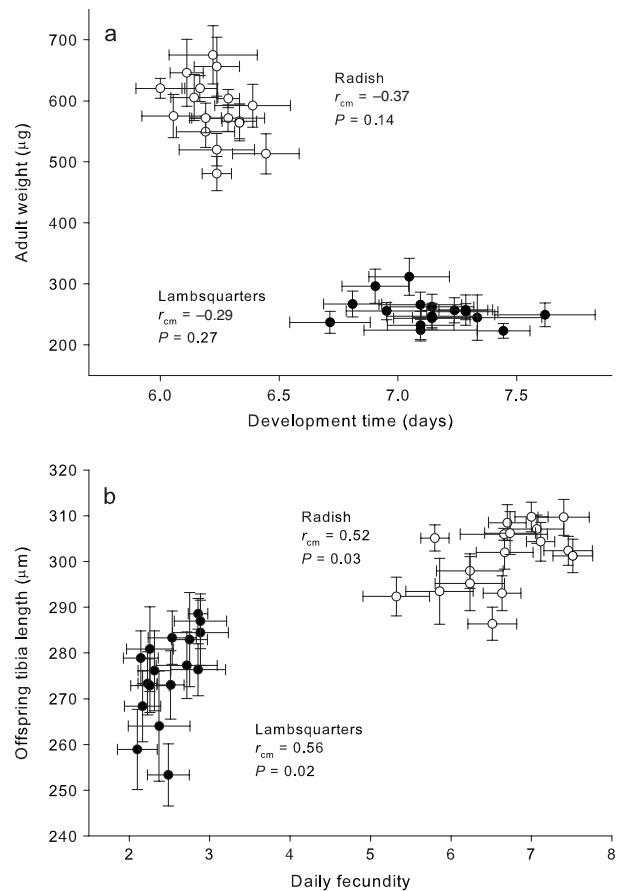 a
700
600
500
400
300
200
Adult weight (μg)
Radish
r_cm = −0.37
P = 0.14
Lambsquarters
r_cm = −0.29
P = 0.27
6.0 6.5 7.0 7.5
Development time (days)
b
320
310
300
290
280
270
260
250
240
Offspring tibia length (μm)
Radish
r_cm = 0.52
P = 0.03
Lambsquarters
r_cm = 0.56
P = 0.02
2 3 4 5 6 7 8
Daily fecundity